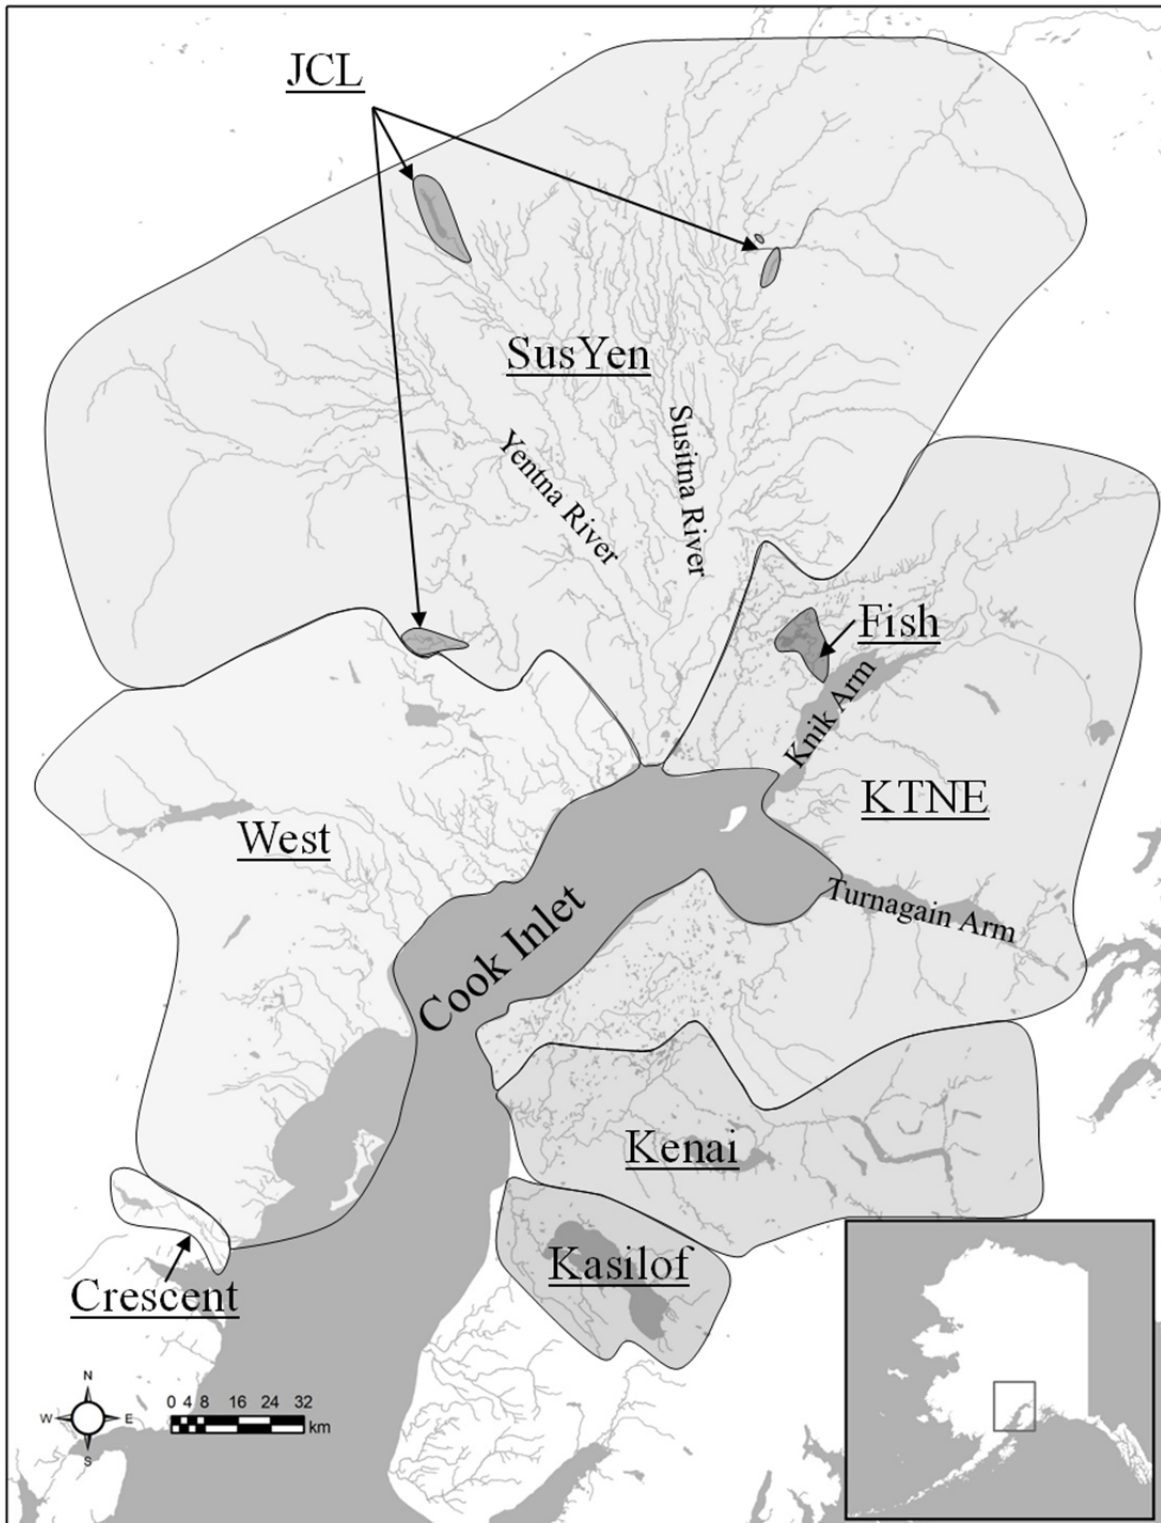 JCL
SusYen
Yentna River
Susitna River
Fish
Knik Arm
KTNE
West
Turnagain Arm
Cook Inlet
Kenai
Kasilof
Crescent
N
W
E
S
0 4 8 16 24 32
km